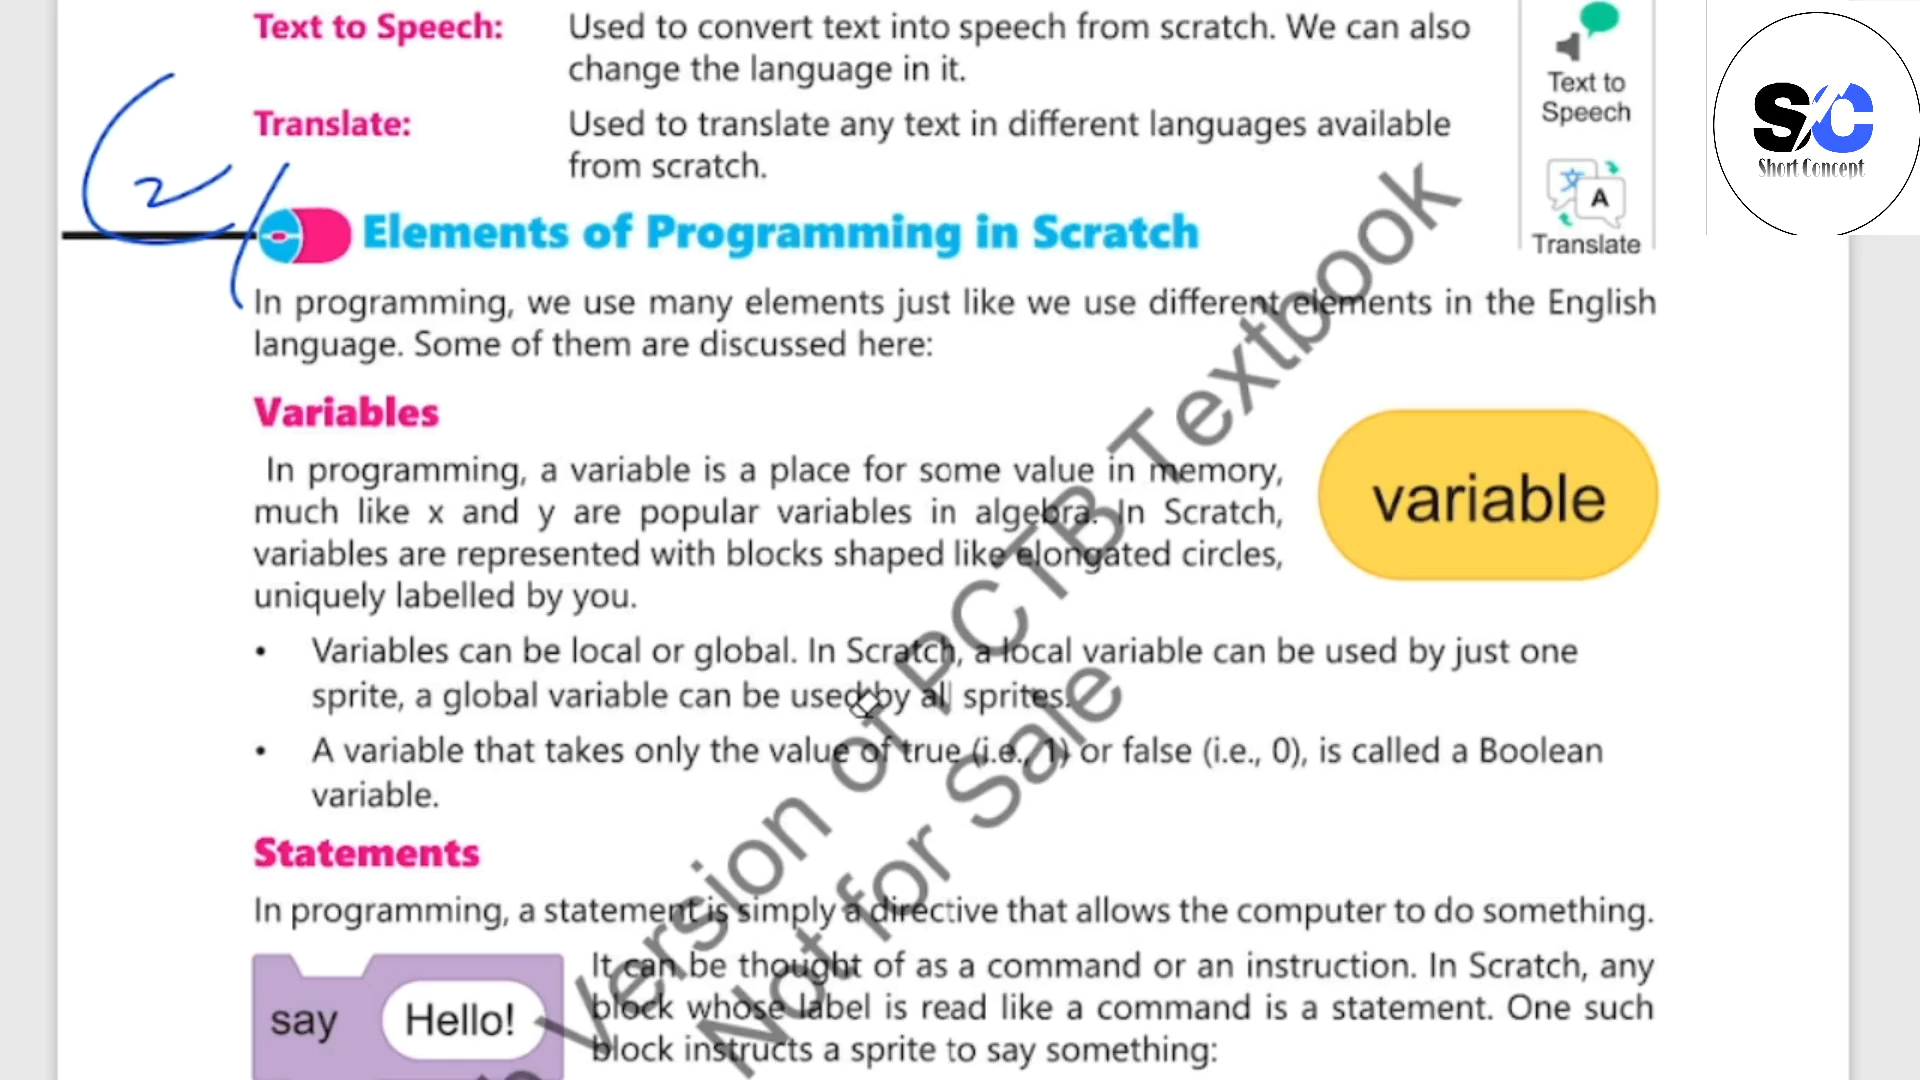 Text to Speech: Used to convert text into speech from scratch. We can also
change the language in it.
Translate: Used to translate any text in different languages available
from scratch.
Text to
Speech
文
A
Translate
SC
Short Concept
2
Elements of Programming in Scratch
In programming, we use many elements just like we use different elements in the English
language. Some of them are discussed here:
Variables
In programming, a variable is a place for some value in memory,
much like x and y are popular variables in algebra. In Scratch,
variables are represented with blocks shaped like elongated circles,
uniquely labelled by you.
variable
• Variables can be local or global. In Scratch, a local variable can be used by just one
sprite, a global variable can be used by all sprites.
• A variable that takes only the value of true (i.e., 1) or false (i.e., 0), is called a Boolean
variable.
Statements
In programming, a statement is simply a directive that allows the computer to do something.
It can be thought of as a command or an instruction. In Scratch, any
block whose label is read like a command is a statement. One such
block instructs a sprite to say something:
say Hello!
Version of PCTB Textbook
Not for Sale